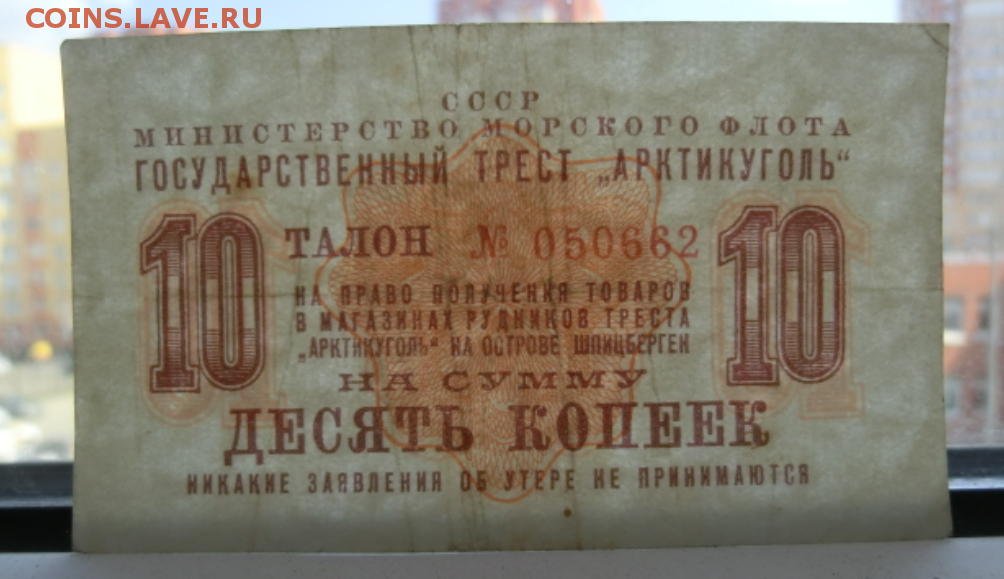 COINS.LAVE.RU
СССР
МИНИСТЕРСТВО МОРСКОГО ФЛОТА
ГОСУДАРСТВЕННЫЙ ТРЕСТ „АРКТИКУГОЛЬ“
10 ТАЛОН № 050662 10
НА ПРАВО ПОЛУЧЕНИЯ ТОВАРОВ
В МАГАЗИНАХ РУДНИКОВ ТРЕСТА
„АРКТИКУГОЛЬ“ НА ОСТРОВЕ ШПИЦБЕРГЕН
НА СУММУ
ДЕСЯТЬ КОПЕЕК
НИКАКИЕ ЗАЯВЛЕНИЯ ОБ УТЕРЕ НЕ ПРИНИМАЮТСЯ